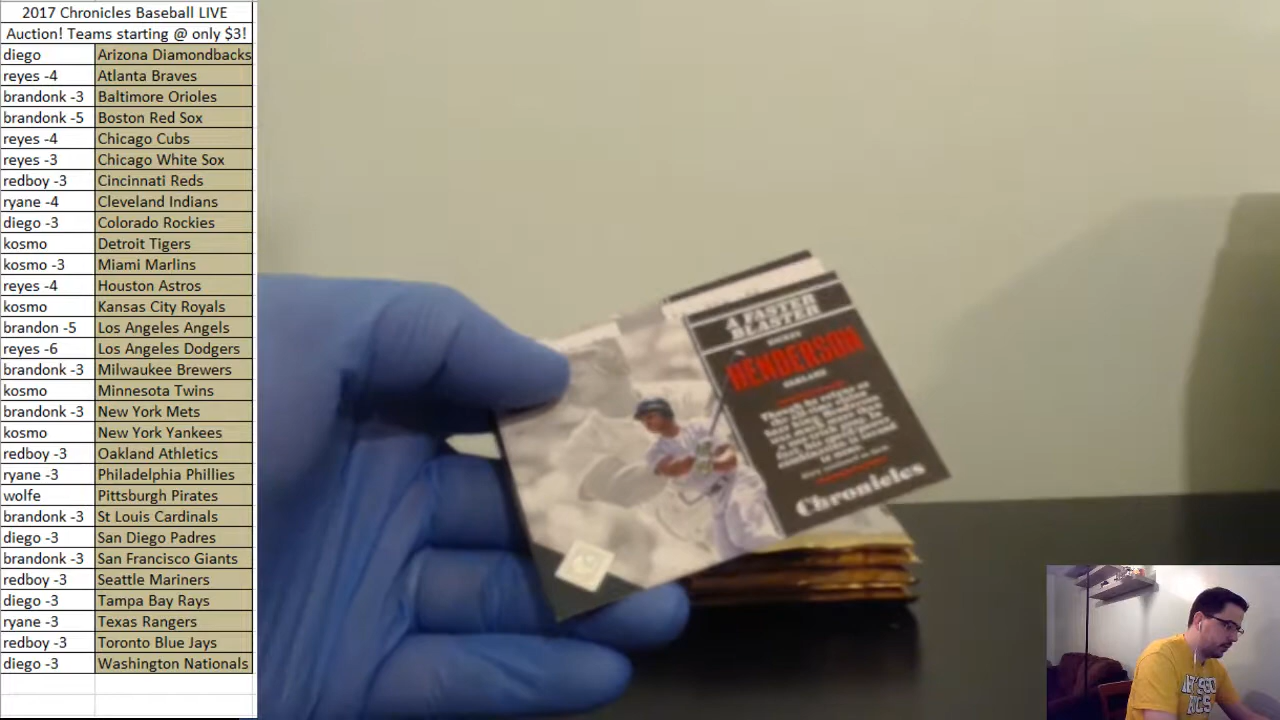 2017 Chronicles Baseball LIVE
Auction! Teams starting @ only $3!
diego Arizona Diamondbacks
reyes -4 Atlanta Braves
brandonk -3 Baltimore Orioles
brandonk -5 Boston Red Sox
reyes -4 Chicago Cubs
reyes -3 Chicago White Sox
redboy -3 Cincinnati Reds
ryane -4 Cleveland Indians
diego -3 Colorado Rockies
kosmo Detroit Tigers
kosmo -3 Miami Marlins
reyes -4 Houston Astros
kosmo Kansas City Royals
brandon -5 Los Angeles Angels
reyes -6 Los Angeles Dodgers
brandonk -3 Milwaukee Brewers
kosmo Minnesota Twins
brandonk -3 New York Mets
kosmo New York Yankees
redboy -3 Oakland Athletics
ryane -3 Philadelphia Phillies
wolfe Pittsburgh Pirates
brandonk -3 St Louis Cardinals
diego -3 San Diego Padres
brandonk -3 San Francisco Giants
redboy -3 Seattle Mariners
diego -3 Tampa Bay Rays
ryane -3 Texas Rangers
redboy -3 Toronto Blue Jays
diego -3 Washington Nationals
A FASTER
BLASTER
HENDERSON
OAKLAND
Chronicles